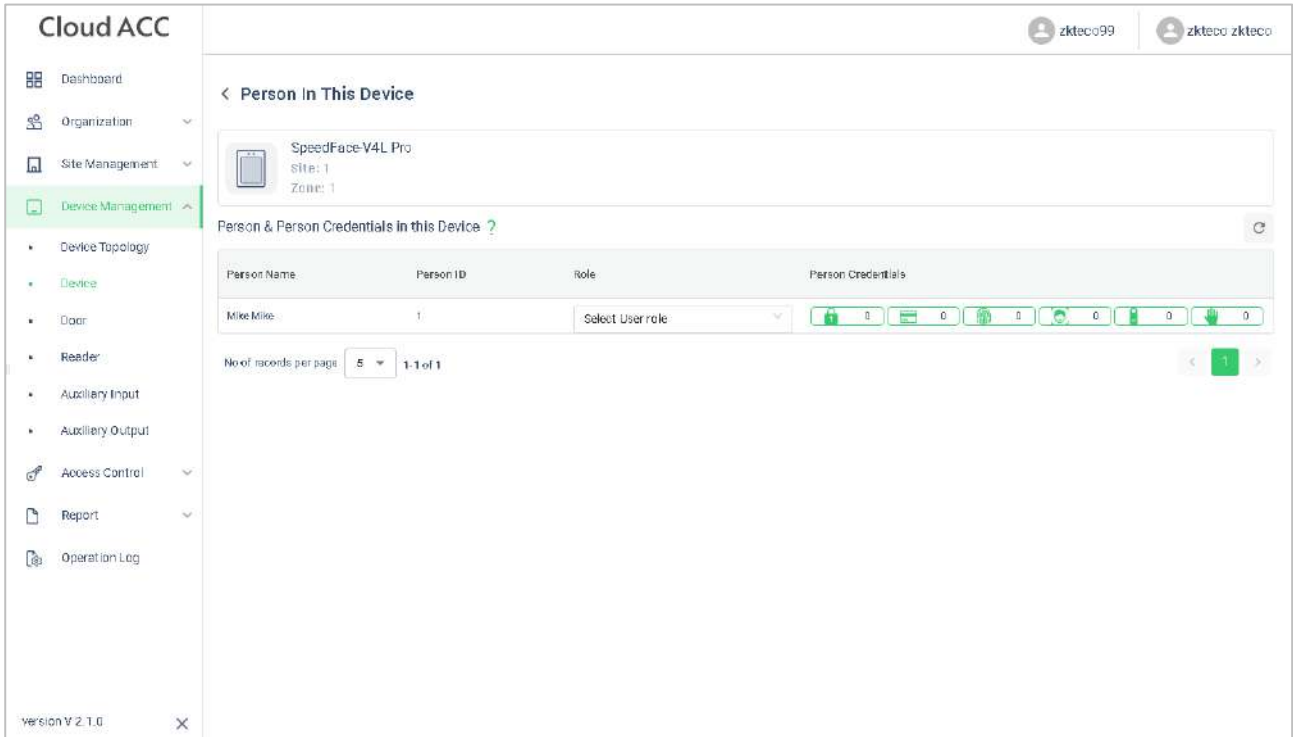 Cloud ACC
zkteco99
zkteco zkteco
Dashboard
Organization
Site Management
Device Management
Device Topology
Device
Door
Reader
Auxiliary Input
Auxiliary Output
Access Control
Report
Operation Log
version V 2.1.0
< Person In This Device
SpeedFace-V4L Pro
Site: 1
Zone: 1
Person & Person Credentials in this Device ?
Person Name Person ID Role Person Credentials
Mike Mike 1 Select User role 0 0 0 0 0 0
No of records per page 5 1-1 of 1 < 1 >